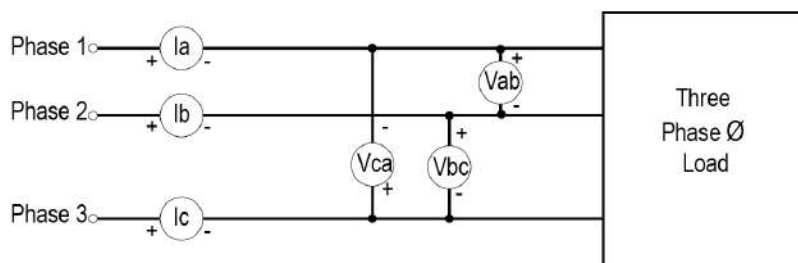 Phase 1
+ Ia -
+
Vab
-
Phase 2
+ Ib -
-
Vca
+
+
Vbc
-
Phase 3
+ Ic -
Three
Phase Ø
Load